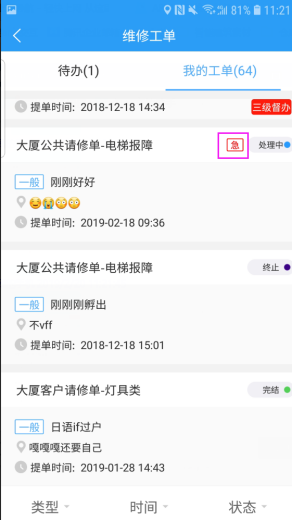 81% 11:21
维修工单
待办(1) 我的工单(64)
提单时间: 2018-12-18 14:34 三级督办
大厦公共请修单-电梯报障 急 处理中
一般 刚刚好好
😄😂😳😳
提单时间: 2019-02-18 09:36
大厦公共请修单-电梯报障 终止
一般 刚刚刚孵出
不vff
提单时间: 2018-12-18 15:01
大厦客户请修单-灯具类 完结
一般 日语if过户
嘎嘎嘎还要自己
提单时间: 2019-01-28 14:43
类型 时间 状态